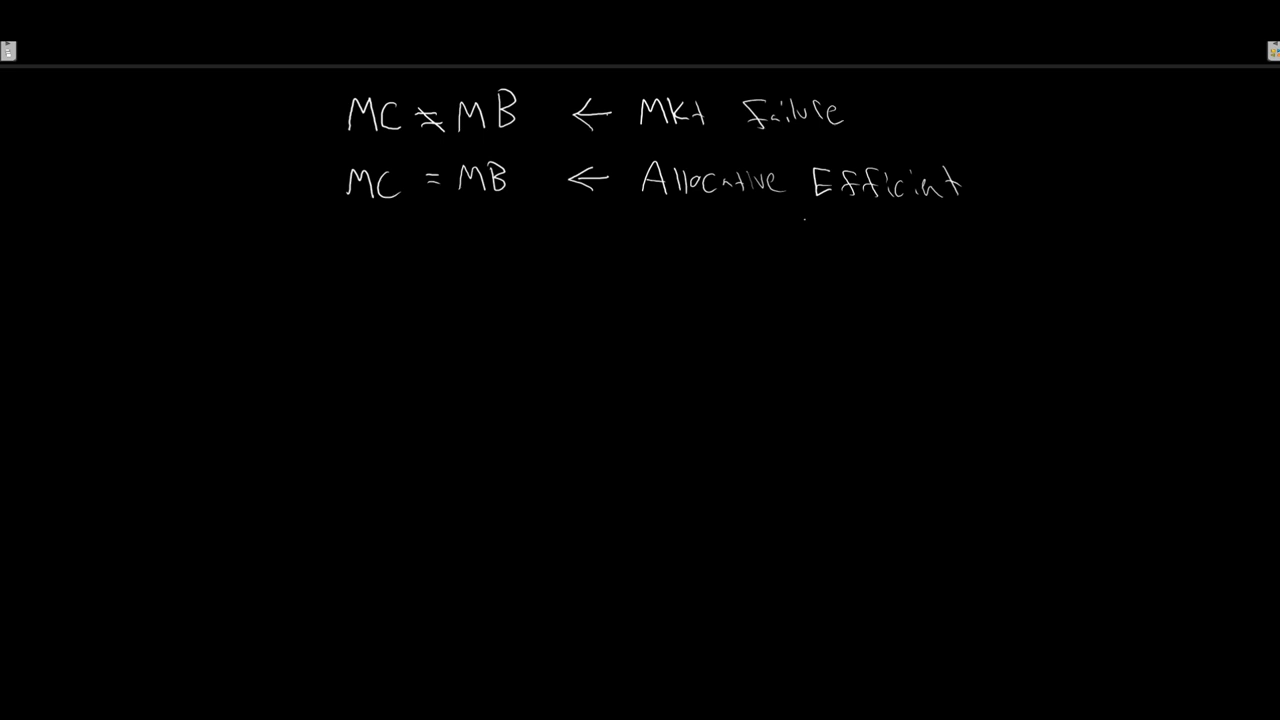 MC ≠ MB ← Mkt Failure
MC = MB ← Allocative Efficient